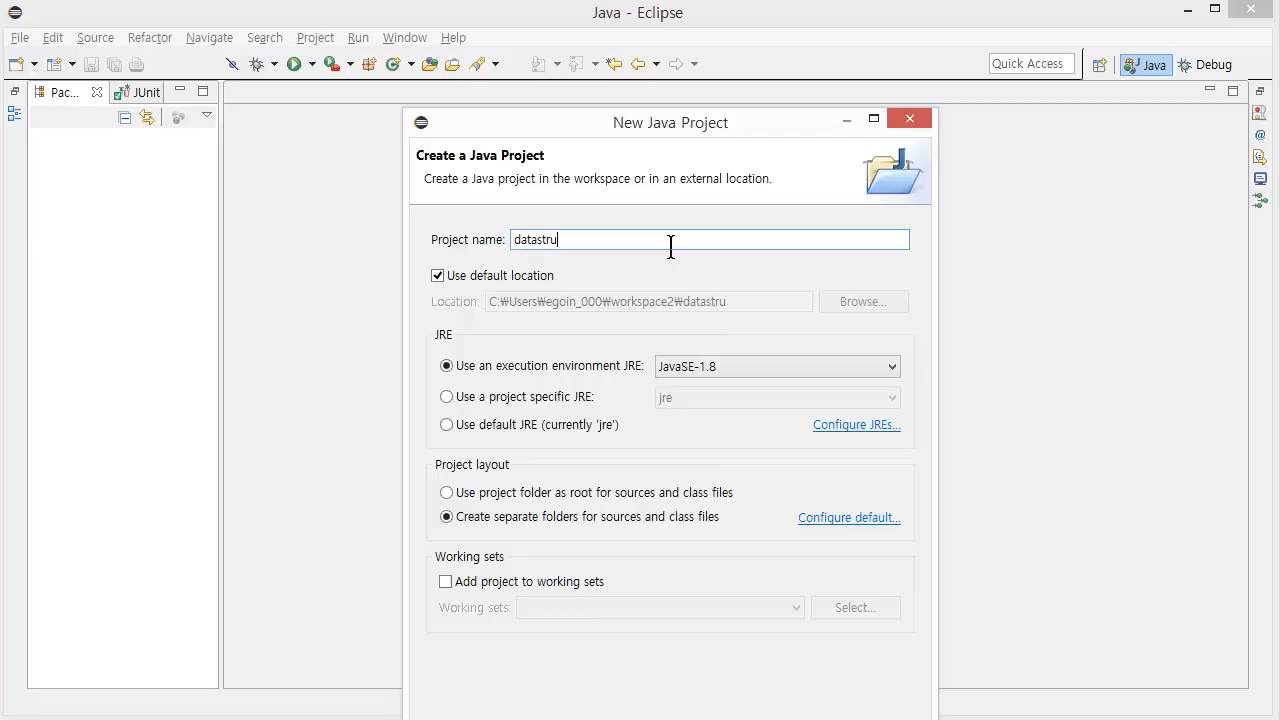 Java - Eclipse
File Edit Source Refactor Navigate Search Project Run Window Help
Quick Access Java Debug
Pac... JUnit
New Java Project
Create a Java Project
Create a Java project in the workspace or in an external location.
Project name: datastru
Use default location
Location: C:₩Users₩egoin_000₩workspace2₩datastru Browse...
JRE
Use an execution environment JRE: JavaSE-1.8
Use a project specific JRE: jre
Use default JRE (currently 'jre') Configure JREs...
Project layout
Use project folder as root for sources and class files
Create separate folders for sources and class files Configure default...
Working sets
Add project to working sets
Working sets: Select...